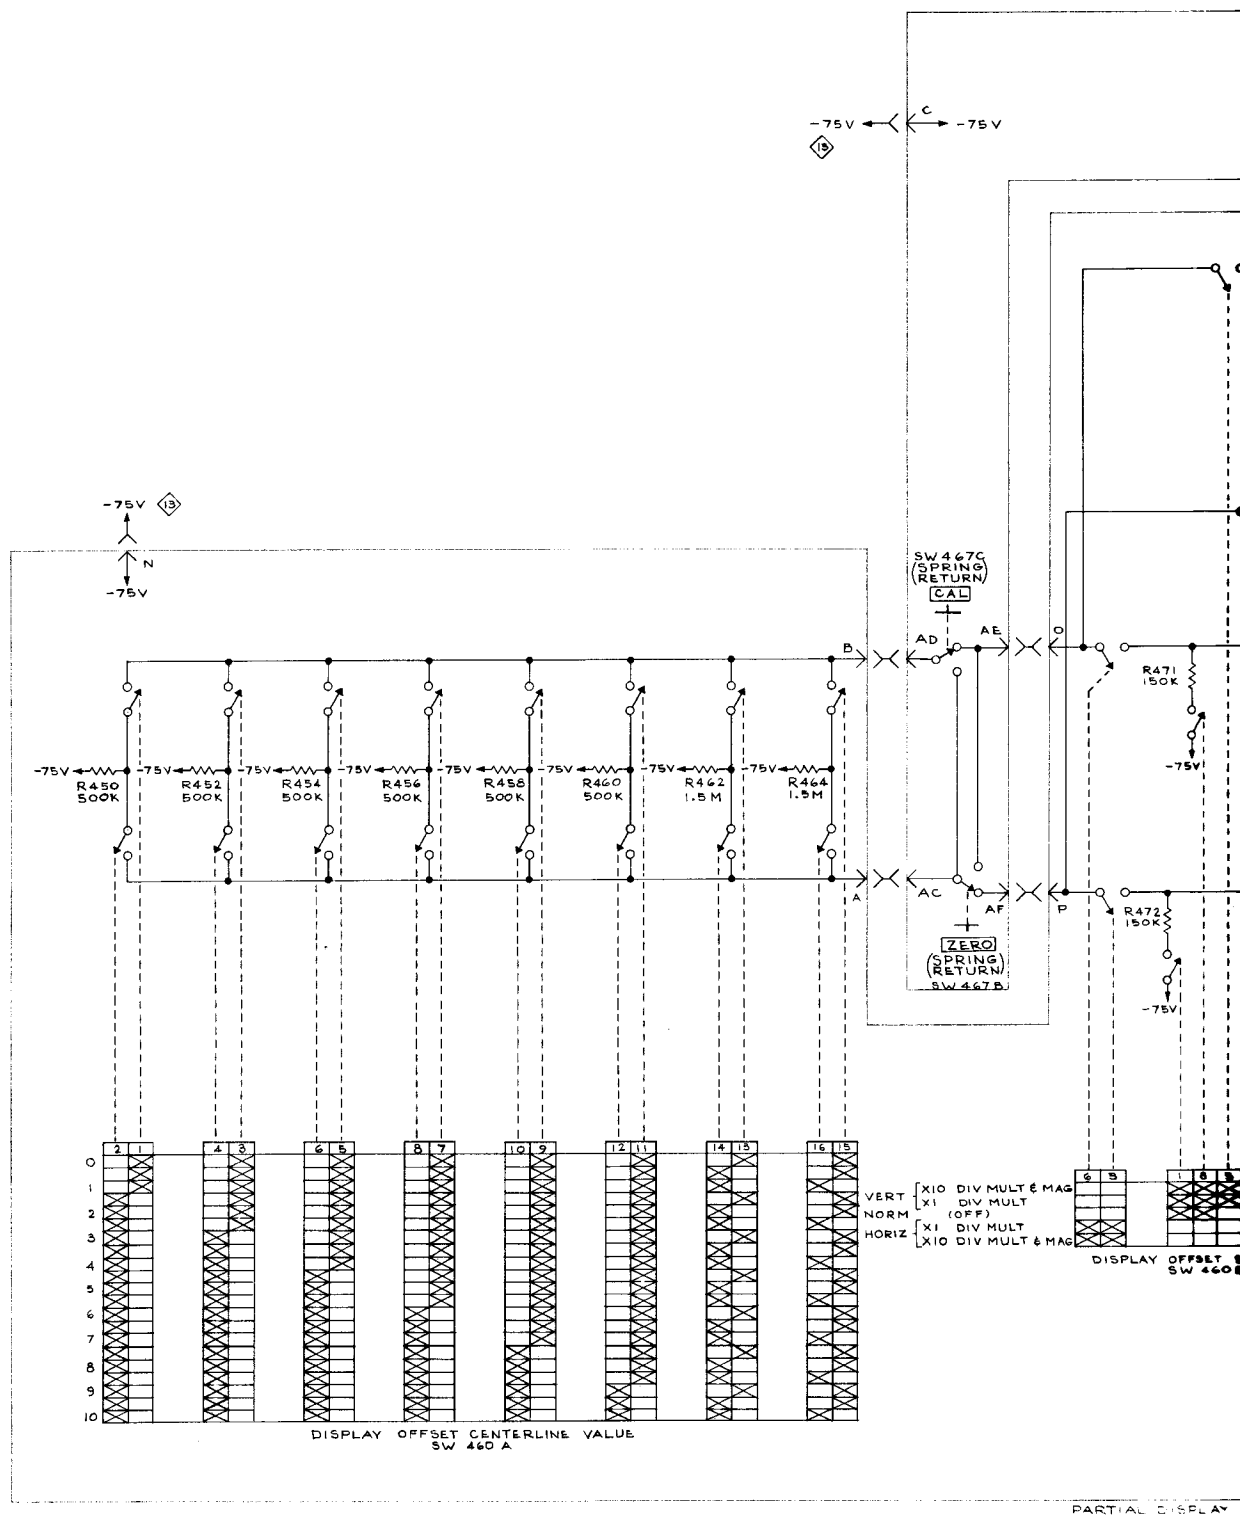 C
-75V
-75V
13
-75V
13
N
-75V
SW 467C
(SPRING
RETURN)
CAL
B
AD
AE
O
R471
150K
-75V
-75V
R450
500K
-75V
R452
500K
-75V
R454
500K
-75V
R456
500K
-75V
R458
500K
-75V
R460
500K
-75V
R462
1.5M
-75V
R464
1.5M
A
AC
AF
P
R472
150K
-75V
ZERO
(SPRING
RETURN)
SW 467B
2 1 4 3 6 5 8 7 10 9 12 11 14 13 16 15
0
1
2
3
4
5
6
7
8
9
10
VERT
X10 DIV MULT & MAG
X1 DIV MULT
NORM (OFF)
HORIZ
X1 DIV MULT
X10 DIV MULT & MAG
6
1 8
DISPLAY OFFSET
SW 460
DISPLAY OFFSET CENTERLINE VALUE
SW 460 A
PARTIAL DISPLAY